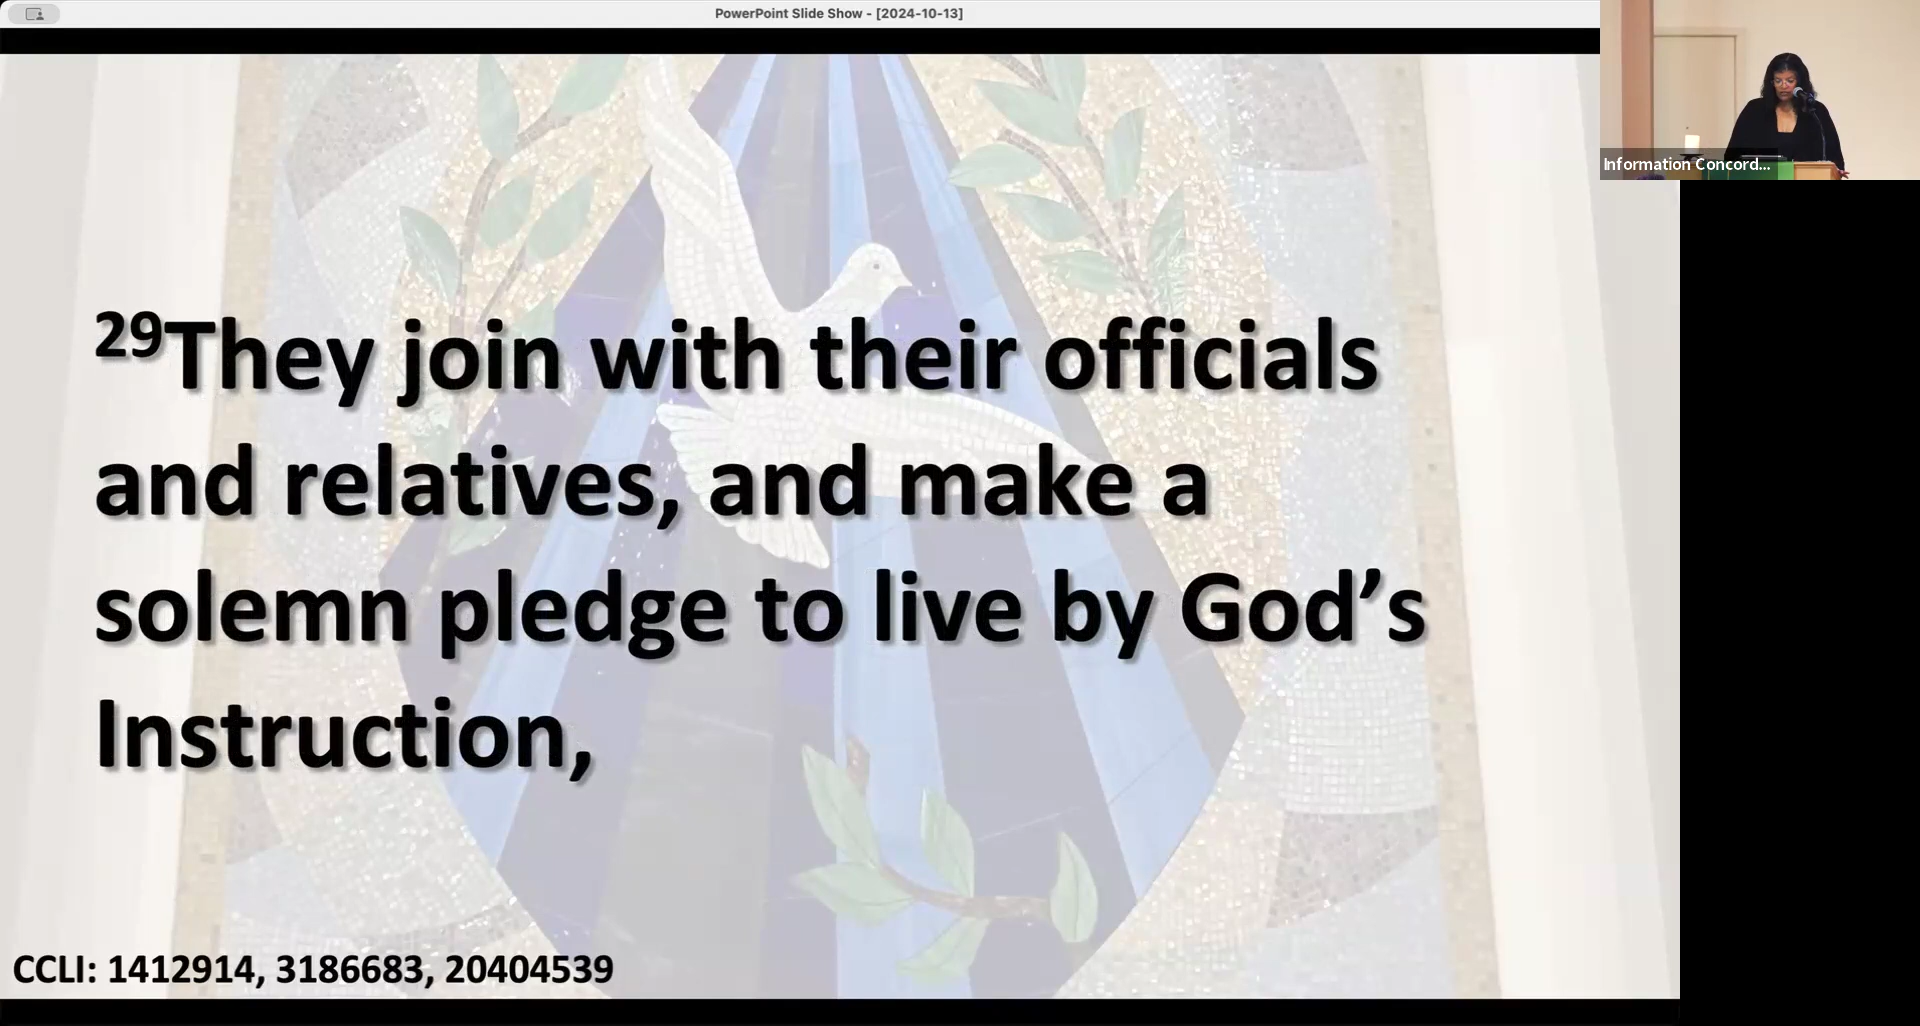 PowerPoint Slide Show - [2024-10-13]
Information Concord...
29They join with their officials
and relatives, and make a
solemn pledge to live by God’s
Instruction,
CCLI: 1412914, 3186683, 20404539